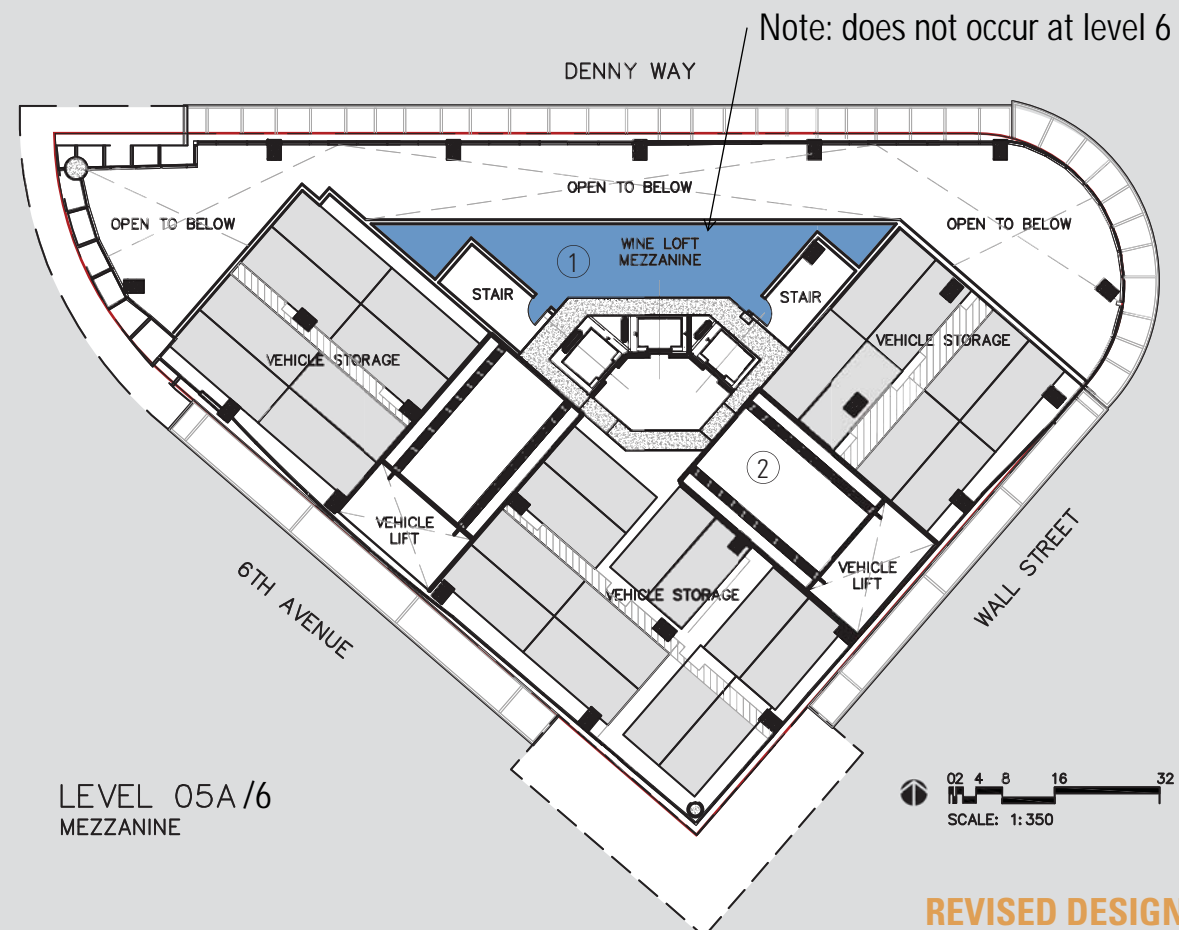 Note: does not occur at level 6
DENNY WAY
OPEN TO BELOW
OPEN TO BELOW
OPEN TO BELOW
WINE LOFT
MEZZANINE
1
STAIR
STAIR
VEHICLE STORAGE
VEHICLE STORAGE
2
VEHICLE
LIFT
VEHICLE
LIFT
VEHICLE STORAGE
6TH AVENUE
WALL STREET
LEVEL 05A/6
MEZZANINE
02 4 8 16 32
SCALE: 1:350
REVISED DESIGN